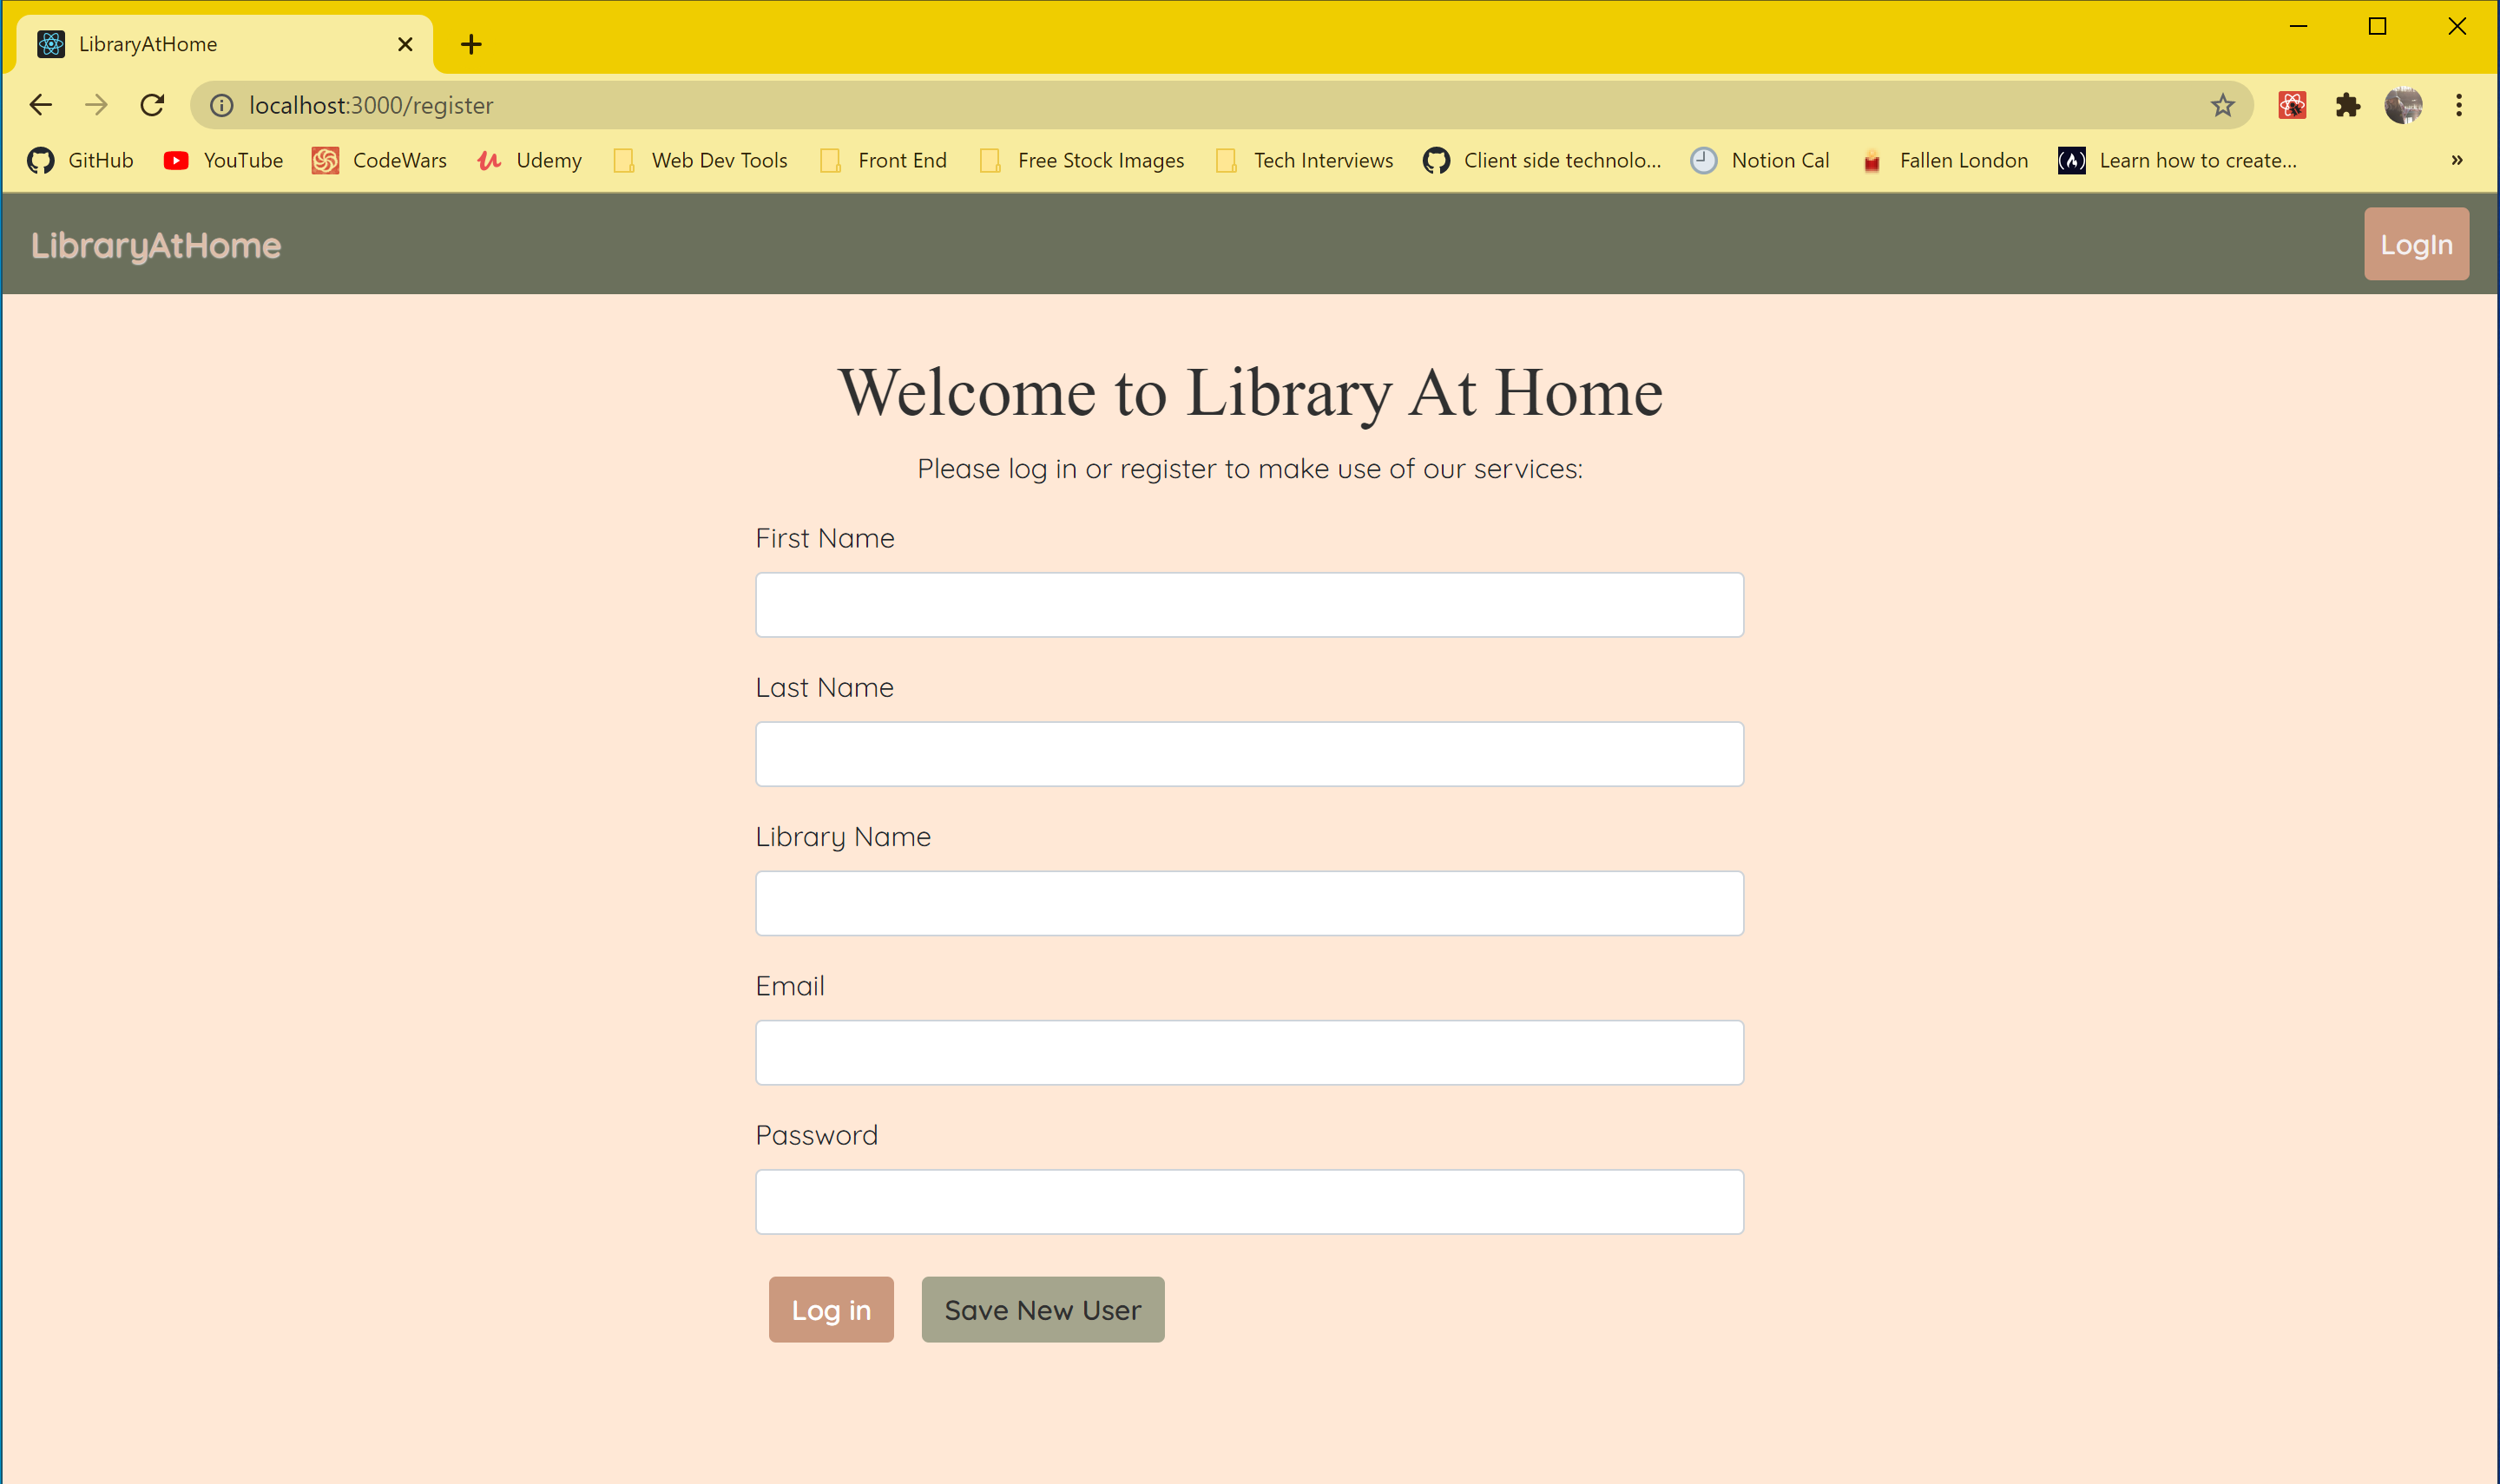 LibraryAtHome
localhost:3000/register
GitHub YouTube CodeWars Udemy Web Dev Tools Front End Free Stock Images Tech Interviews Client side technolo... Notion Cal Fallen London Learn how to create... »
LibraryAtHome LogIn
Welcome to Library At Home
Please log in or register to make use of our services:
First Name
Last Name
Library Name
Email
Password
Log in Save New User